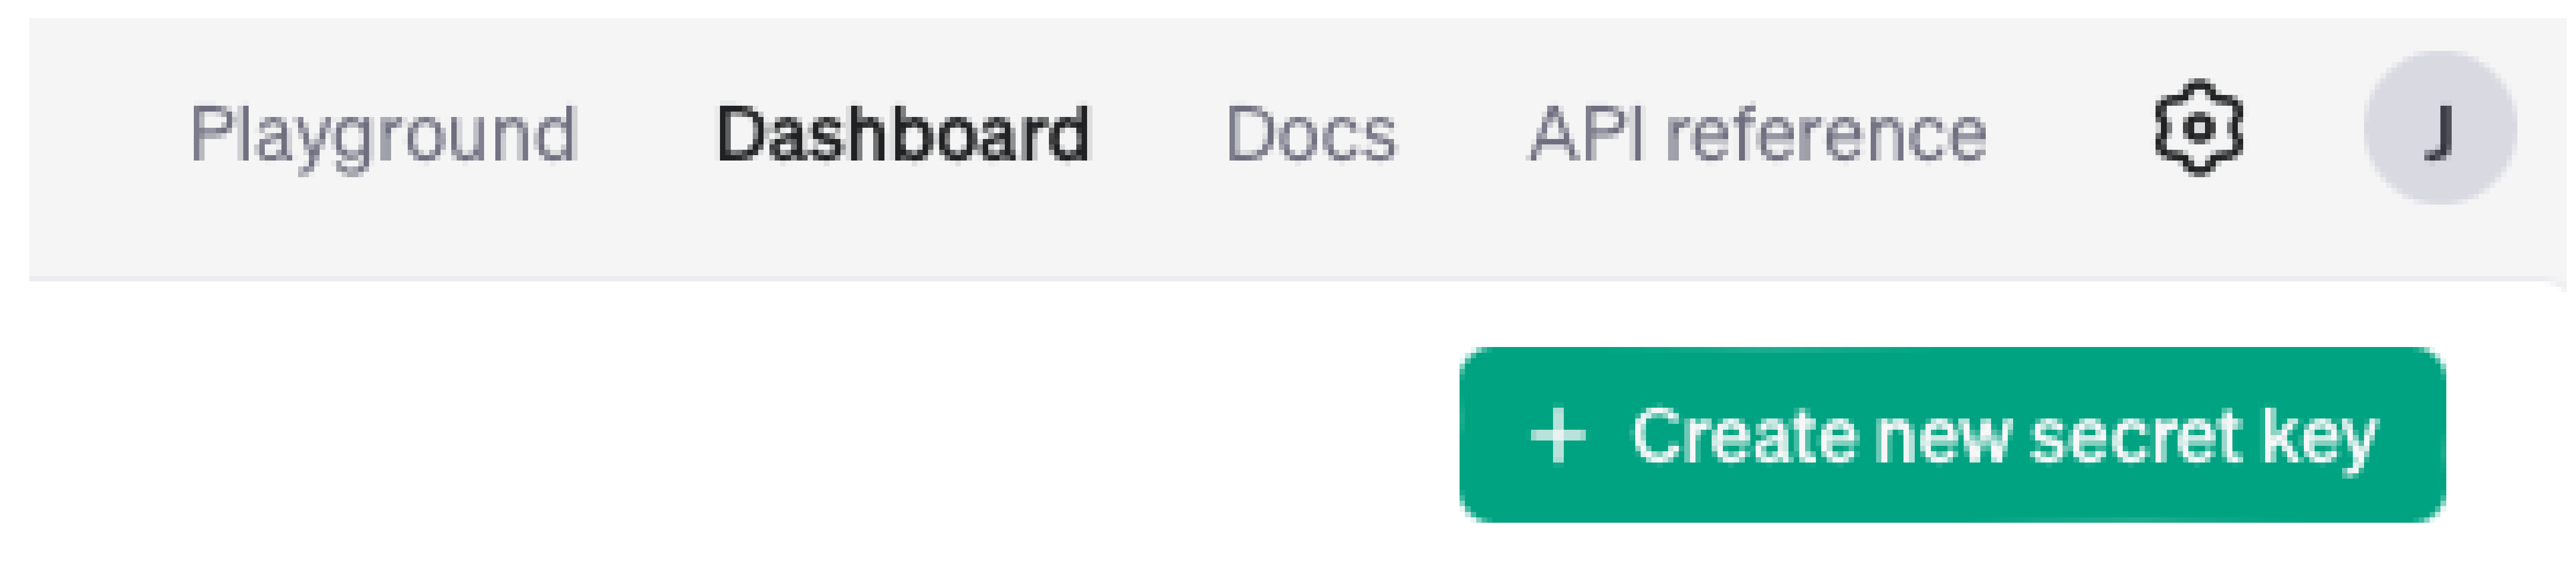 Playground Dashboard Docs API reference J
+ Create new secret key